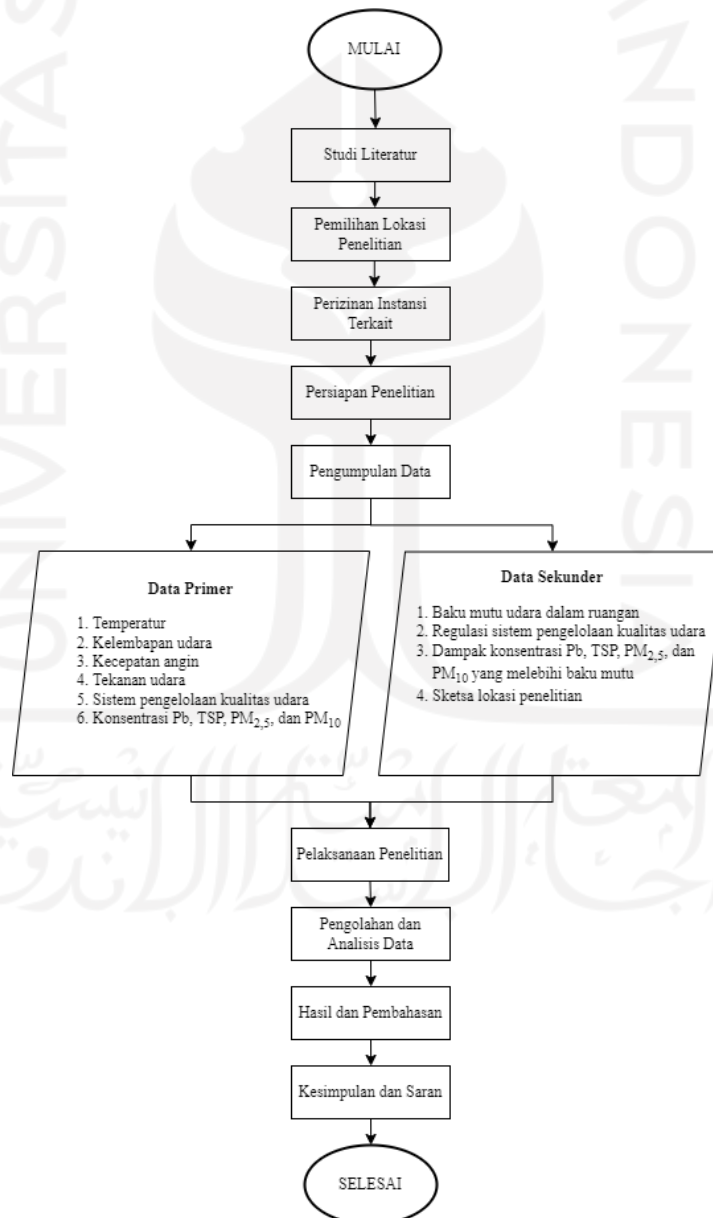 MULAI
Studi Literatur
Pemilihan Lokasi
Penelitian
Perizinan Instansi
Terkait
Persiapan Penelitian
Pengumpulan Data
Data Primer
1. Temperatur
2. Kelembapan udara
3. Kecepatan angin
4. Tekanan udara
5. Sistem pengelolaan kualitas udara
6. Konsentrasi Pb, TSP, PM2,5, dan PM10
Data Sekunder
1. Baku mutu udara dalam ruangan
2. Regulasi sistem pengelolaan kualitas udara
3. Dampak konsentrasi Pb, TSP, PM2,5, dan
PM10 yang melebihi baku mutu
4. Sketsa lokasi penelitian
Pelaksanaan Penelitian
Pengolahan dan
Analisis Data
Hasil dan Pembahasan
Kesimpulan dan Saran
SELESAI
UNIVERSITAS
NDONESIA